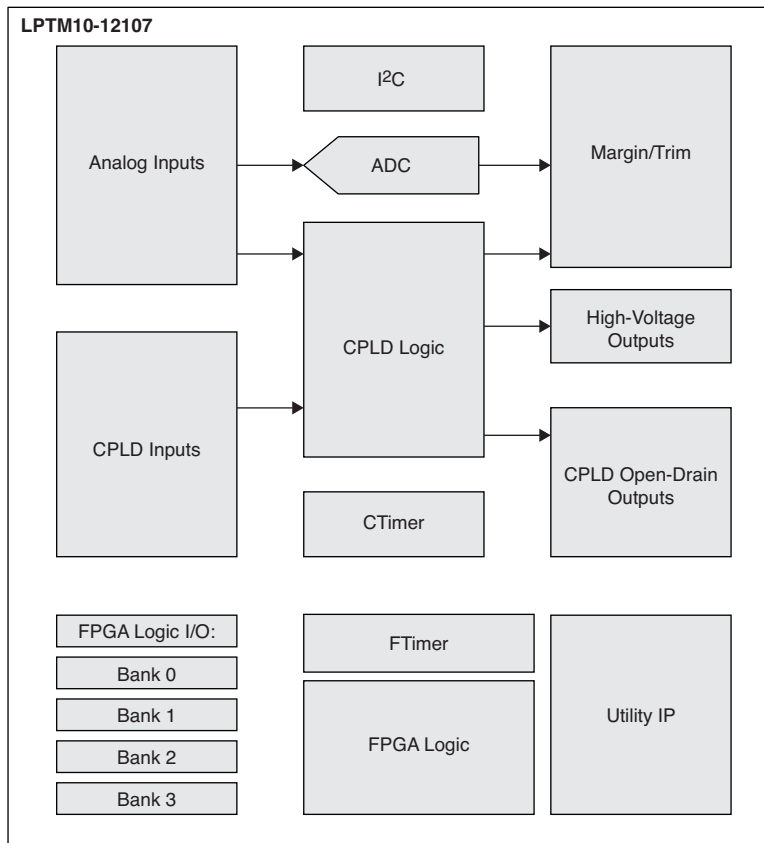 LPTM10-12107
Analog Inputs
I²C
ADC
Margin/Trim
CPLD Logic
High-Voltage
Outputs
CPLD Inputs
CPLD Open-Drain
Outputs
CTimer
FPGA Logic I/O:
Bank 0
Bank 1
Bank 2
Bank 3
FTimer
FPGA Logic
Utility IP